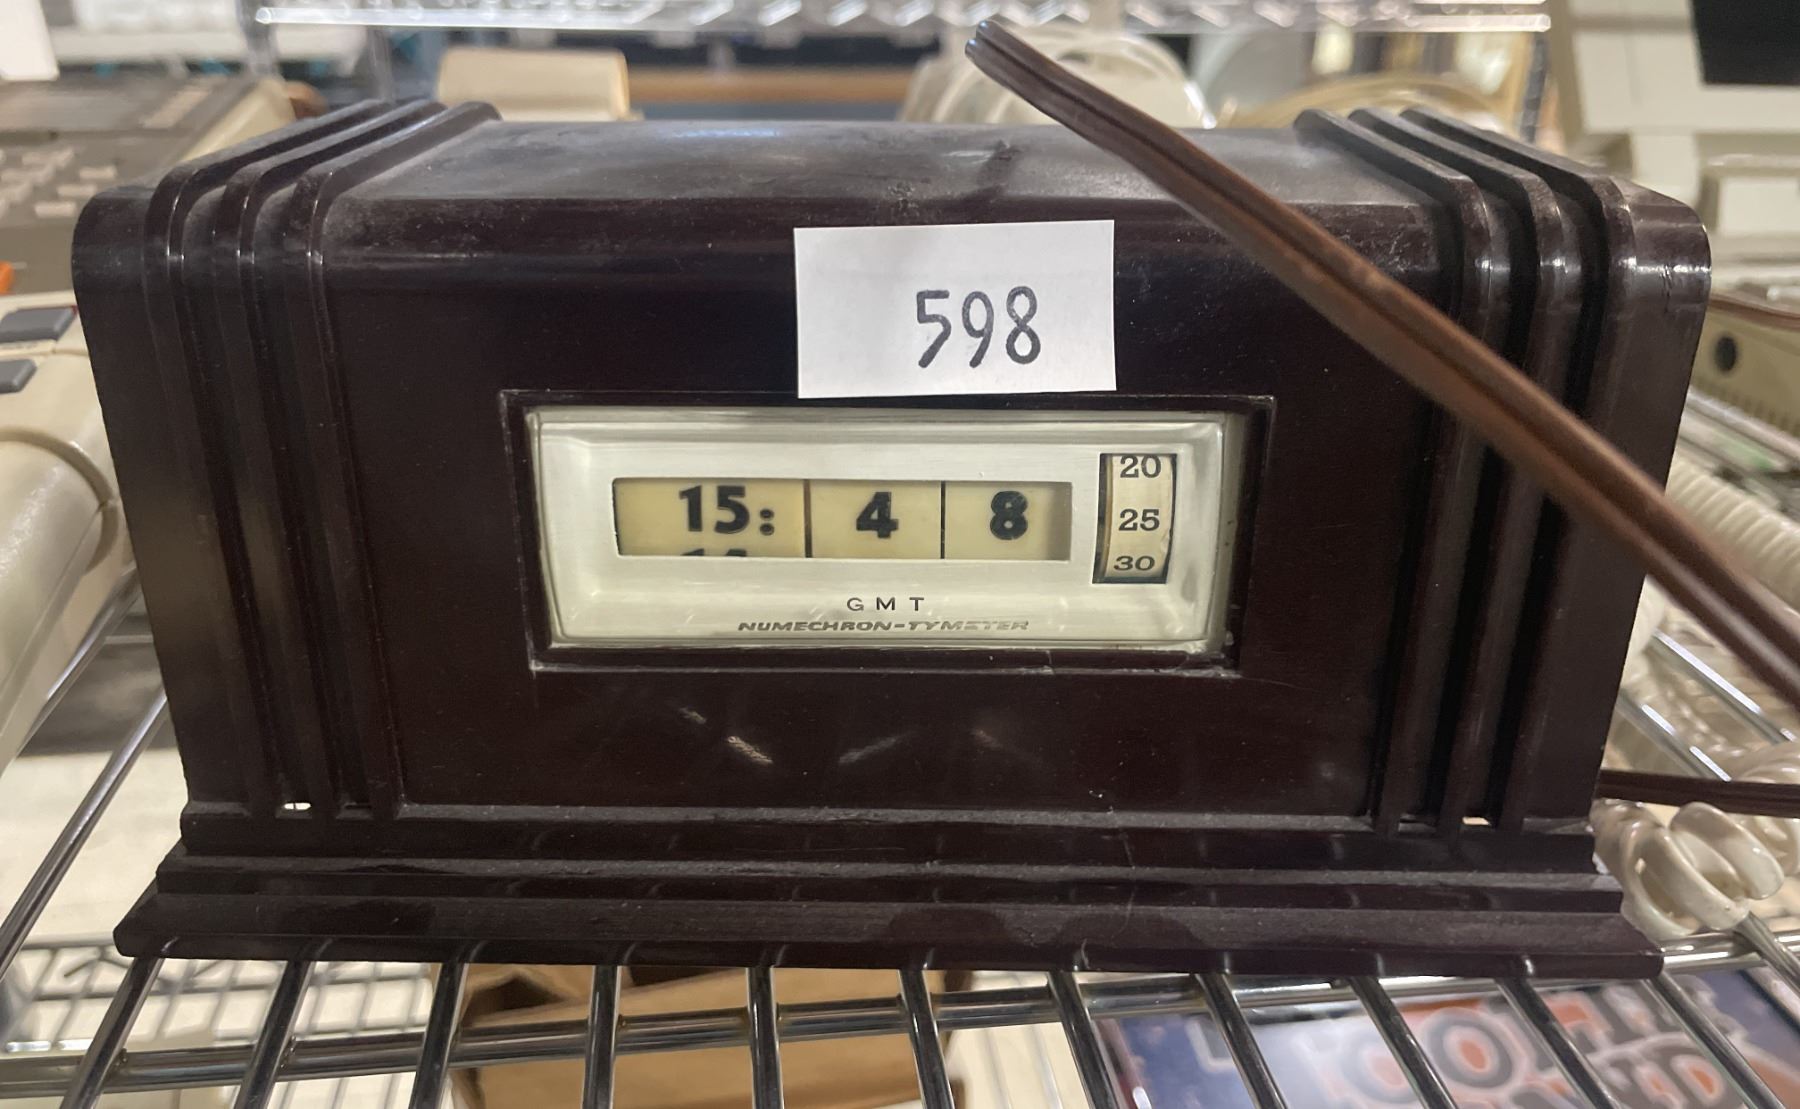 598
15: 4 8
20
25
30
GMT
NUMECHRON-TYMETER